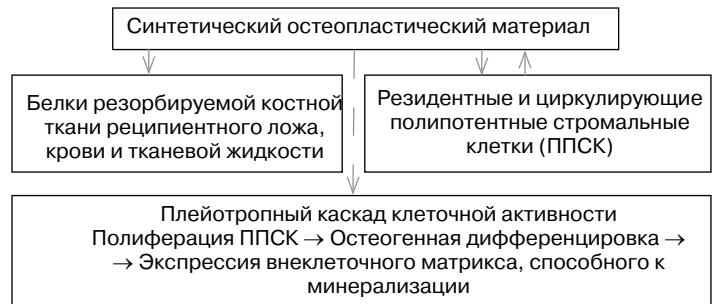 Синтетический остеопластический материал
Белки резорбируемой костной
ткани реципиентного ложа,
крови и тканевой жидкости
Резидентные и циркулирующие
полипотентные стромальные
клетки (ППСК)
Плейотропный каскад клеточной активности
Полиферация ППСК → Остеогенная дифференцировка →
→ Экспрессия внеклеточного матрикса, способного к
минерализации